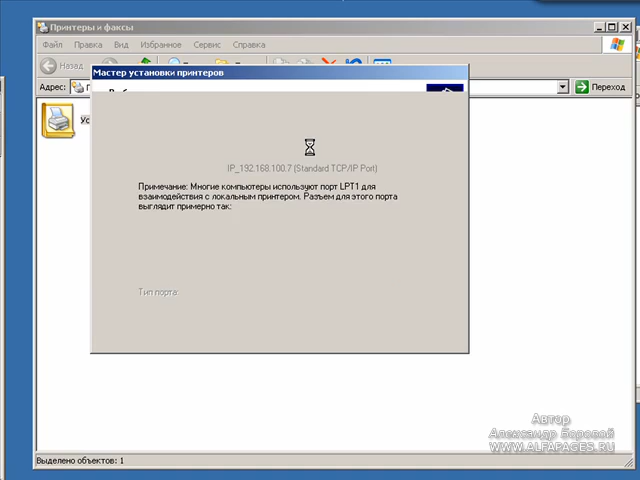 Принтеры и факсы
Файл Правка Вид Избранное Сервис Справка
Назад
Адрес:
Переход
Мастер установки принтеров
IP_192.168.100.7 (Standard TCP/IP Port)
Примечание: Многие компьютеры используют порт LPT1 для
взаимодействия с локальным принтером. Разъем для этого порта
выглядит примерно так:
Тип порта:
Автор
Александр Боровой
WWW.ALFAPAGES.RU
Выделено объектов: 1